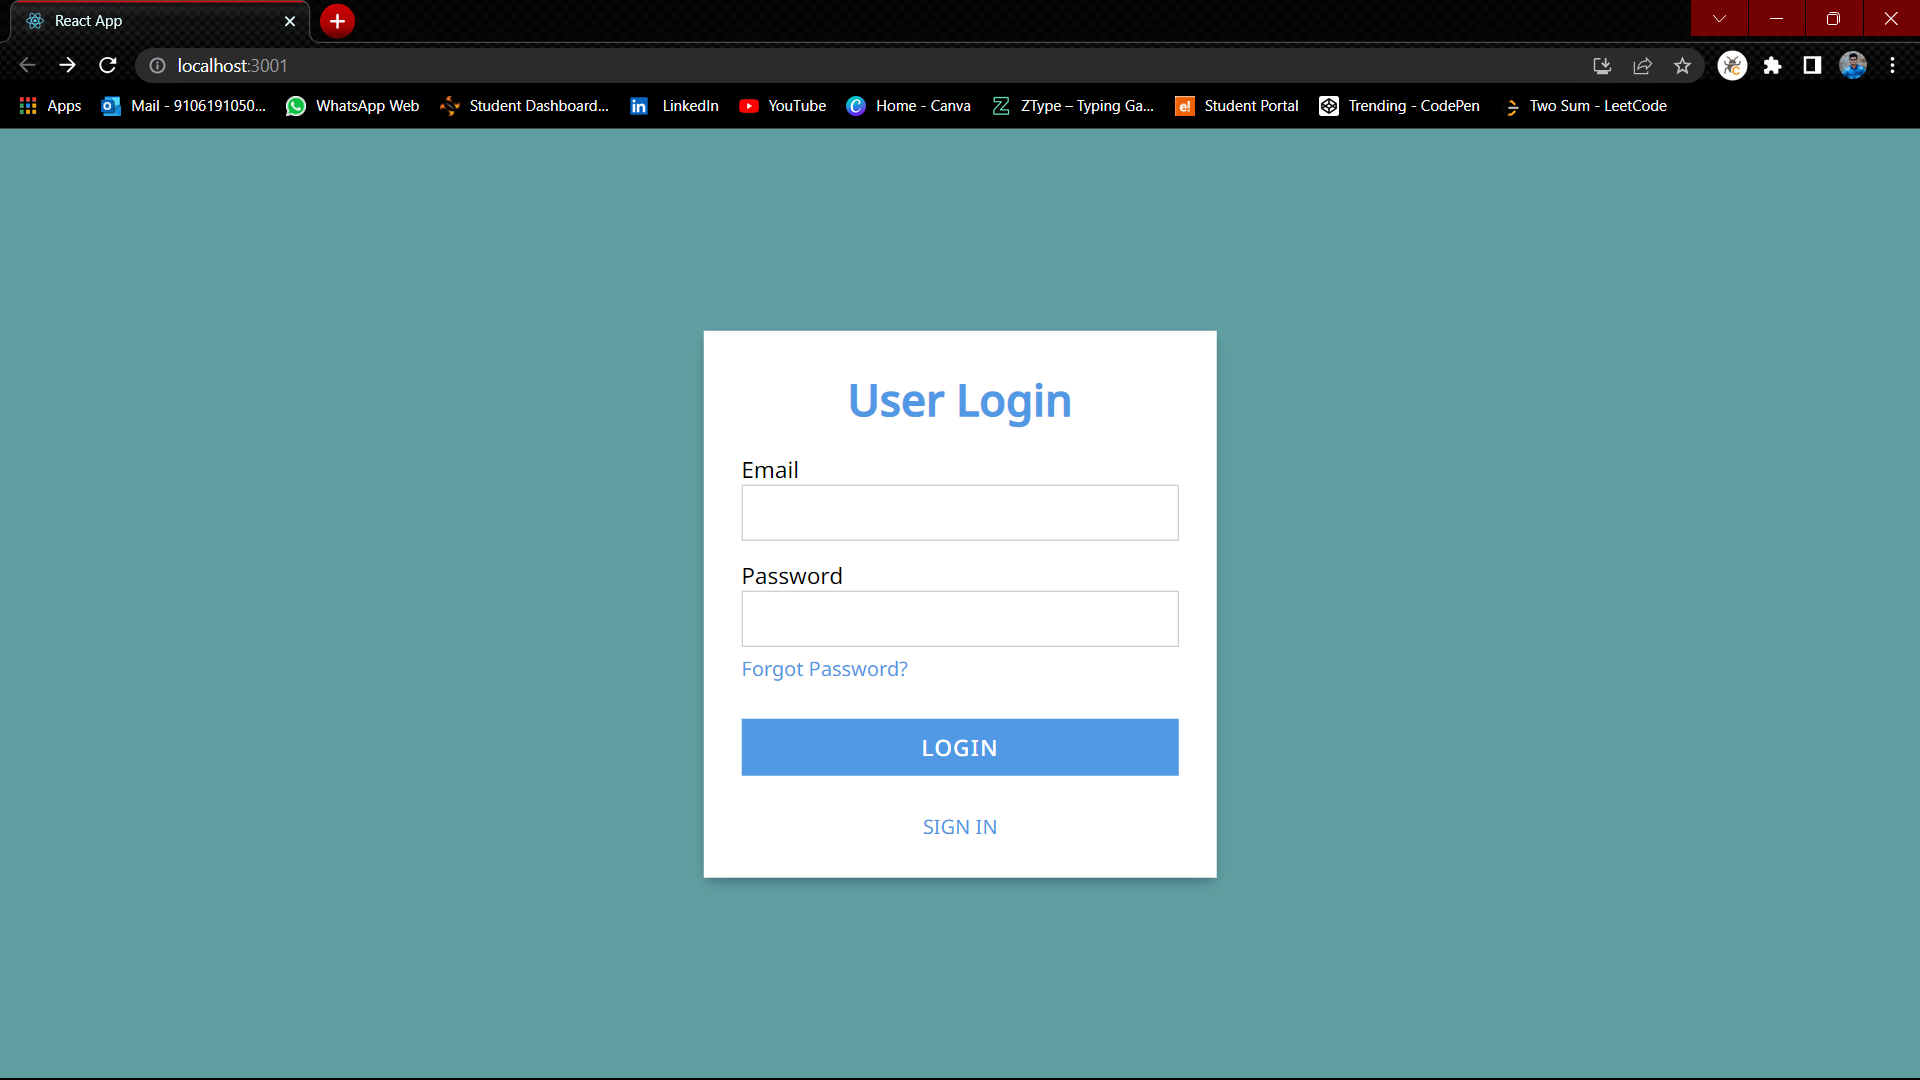 React App
localhost:3001
Apps Mail - 9106191050... WhatsApp Web Student Dashboard... LinkedIn YouTube Home - Canva ZType – Typing Ga... Student Portal Trending - CodePen Two Sum - LeetCode
User Login
Email
Password
Forgot Password?
LOGIN
SIGN IN